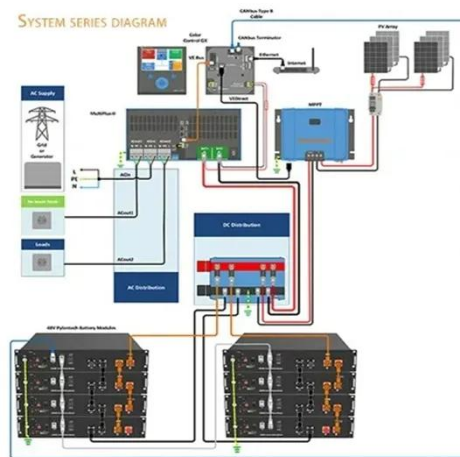 SYSTEM SERIES DIAGRAM
CANbus Type B
Cable
Color
Control GX
CANbus Terminator
PV Array
VE Bus
Ethernet
Internet
AC Supply
MultiPlus-II
VE Direct
MPPT
Grid
or
Generator
L
PE
N
ACin
ACout1
Loads
ACout2
DC Distribution
AC Distribution
48V Pylontech Battery Modules